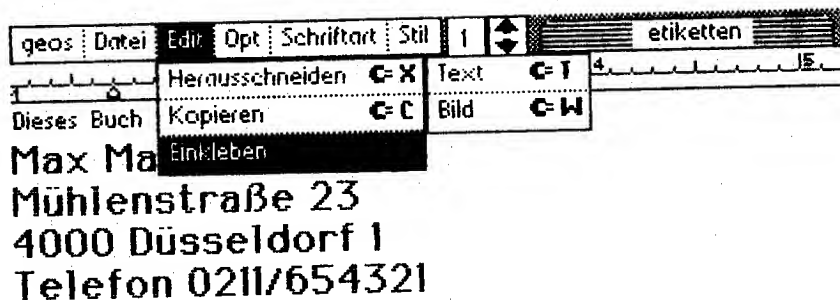 geos Datei Edit Opt Schriftart Stil 1 etiketten
Herausschneiden C= X Text C= T
Kopieren C= C Bild C= W
Einkleben
4 5
Dieses Buch
Max Ma
Mühlenstraße 23
4000 Düsseldorf 1
Telefon 0211/654321